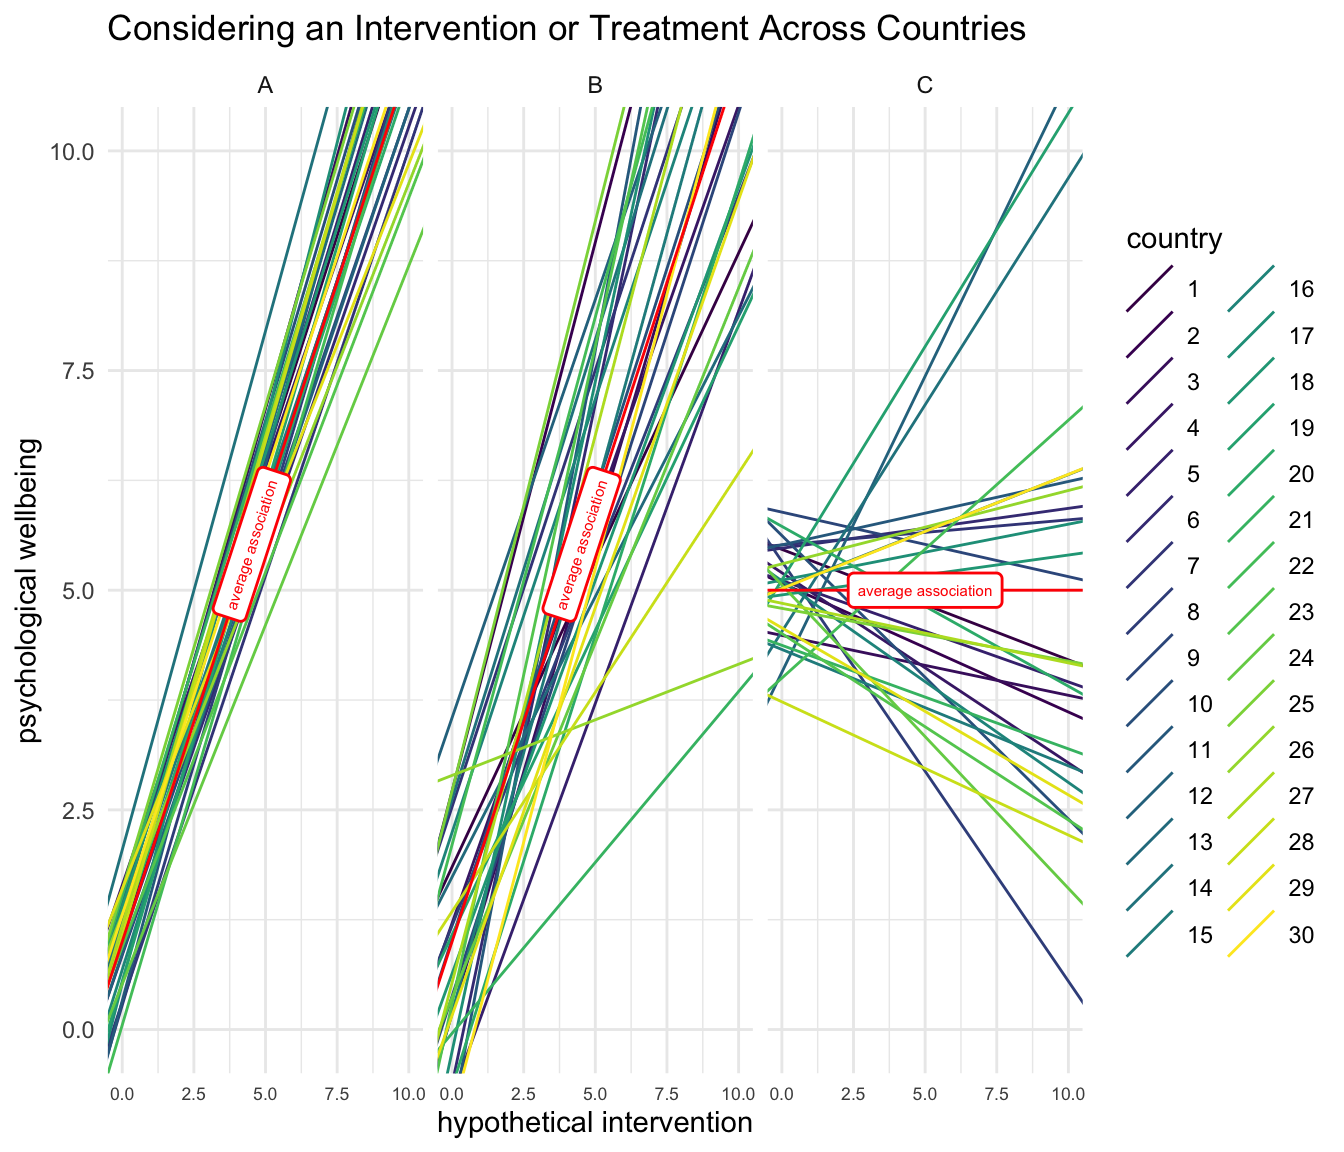 Considering an Intervention or Treatment Across Countries
A
B
C
psychological wellbeing
10.0
7.5
5.0
2.5
0.0
average association
average association
average association
0.0 2.5 5.0 7.5 10.0
0.0 2.5 5.0 7.5 10.0
0.0 2.5 5.0 7.5 10.0
hypothetical intervention
country
1
2
3
4
5
6
7
8
9
10
11
12
13
14
15
16
17
18
19
20
21
22
23
24
25
26
27
28
29
30